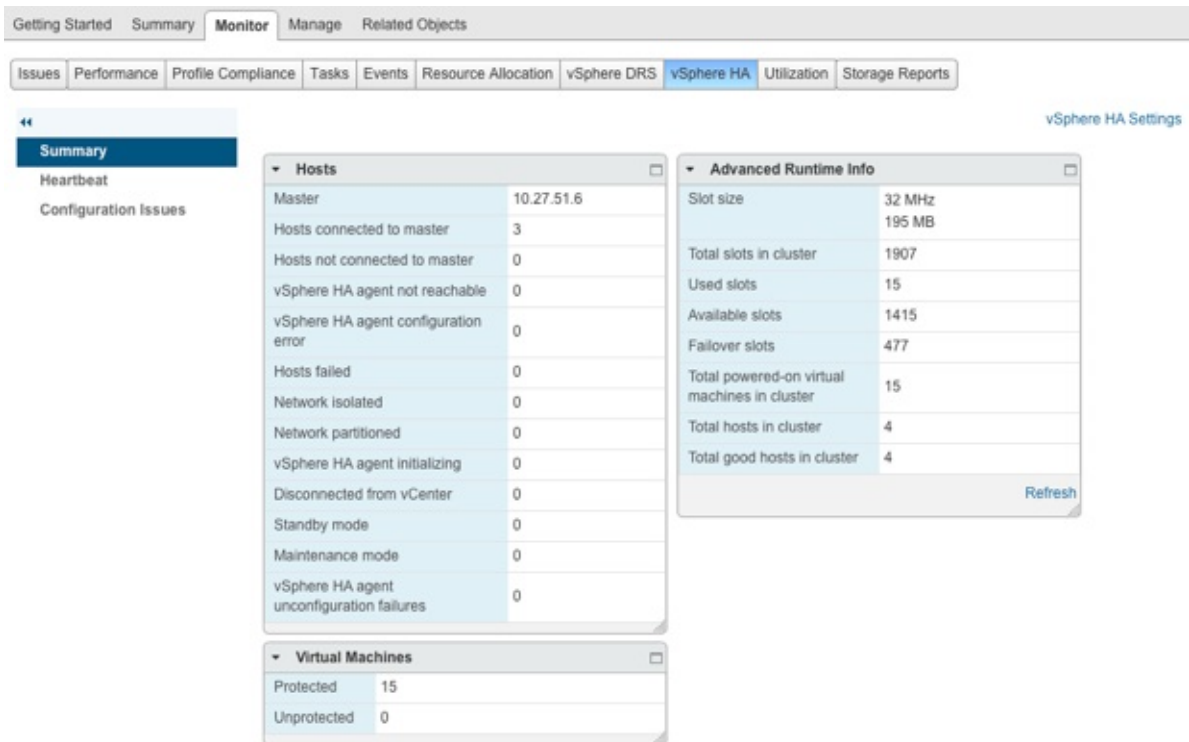 Getting Started Summary Monitor Manage Related Objects
Issues Performance Profile Compliance Tasks Events Resource Allocation vSphere DRS vSphere HA Utilization Storage Reports
vSphere HA Settings
Summary
Heartbeat
Configuration Issues
Hosts
Master 10.27.51.6
Hosts connected to master 3
Hosts not connected to master 0
vSphere HA agent not reachable 0
vSphere HA agent configuration
error 0
Hosts failed 0
Network isolated 0
Network partitioned 0
vSphere HA agent initializing 0
Disconnected from vCenter 0
Standby mode 0
Maintenance mode 0
vSphere HA agent
unconfiguration failures 0
Virtual Machines
Protected 15
Unprotected 0
Advanced Runtime Info
Slot size 32 MHz
195 MB
Total slots in cluster 1907
Used slots 15
Available slots 1415
Failover slots 477
Total powered-on virtual
machines in cluster 15
Total hosts in cluster 4
Total good hosts in cluster 4
Refresh